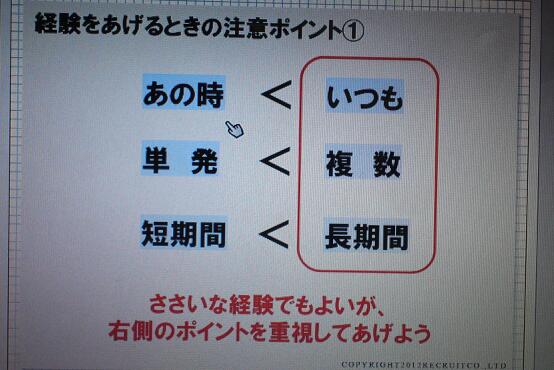 経験をあげるときの注意ポイント①
あの時 < いつも
単 発 < 複 数
短期間 < 長期間
ささいな経験でもよいが、
右側のポイントを重視してあげよう
COPYRIGHT2012RECRUITCO.,LTD